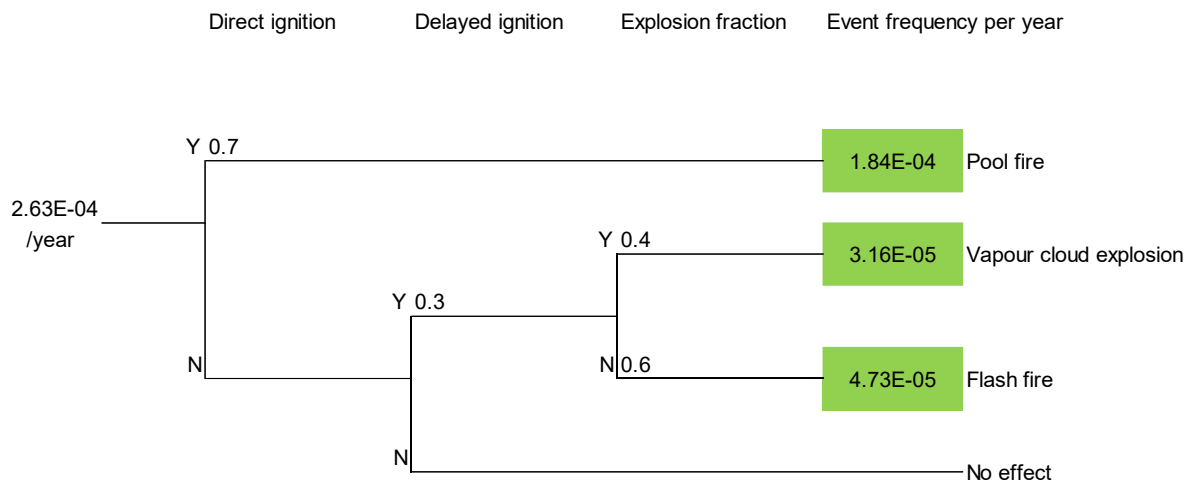 Direct ignition
Delayed ignition
Explosion fraction
Event frequency per year
Y 0.7
1.84E-04
Pool fire
2.63E-04
/year
Y 0.4
3.16E-05
Vapour cloud explosion
Y 0.3
N
N 0.6
4.73E-05
Flash fire
N
No effect